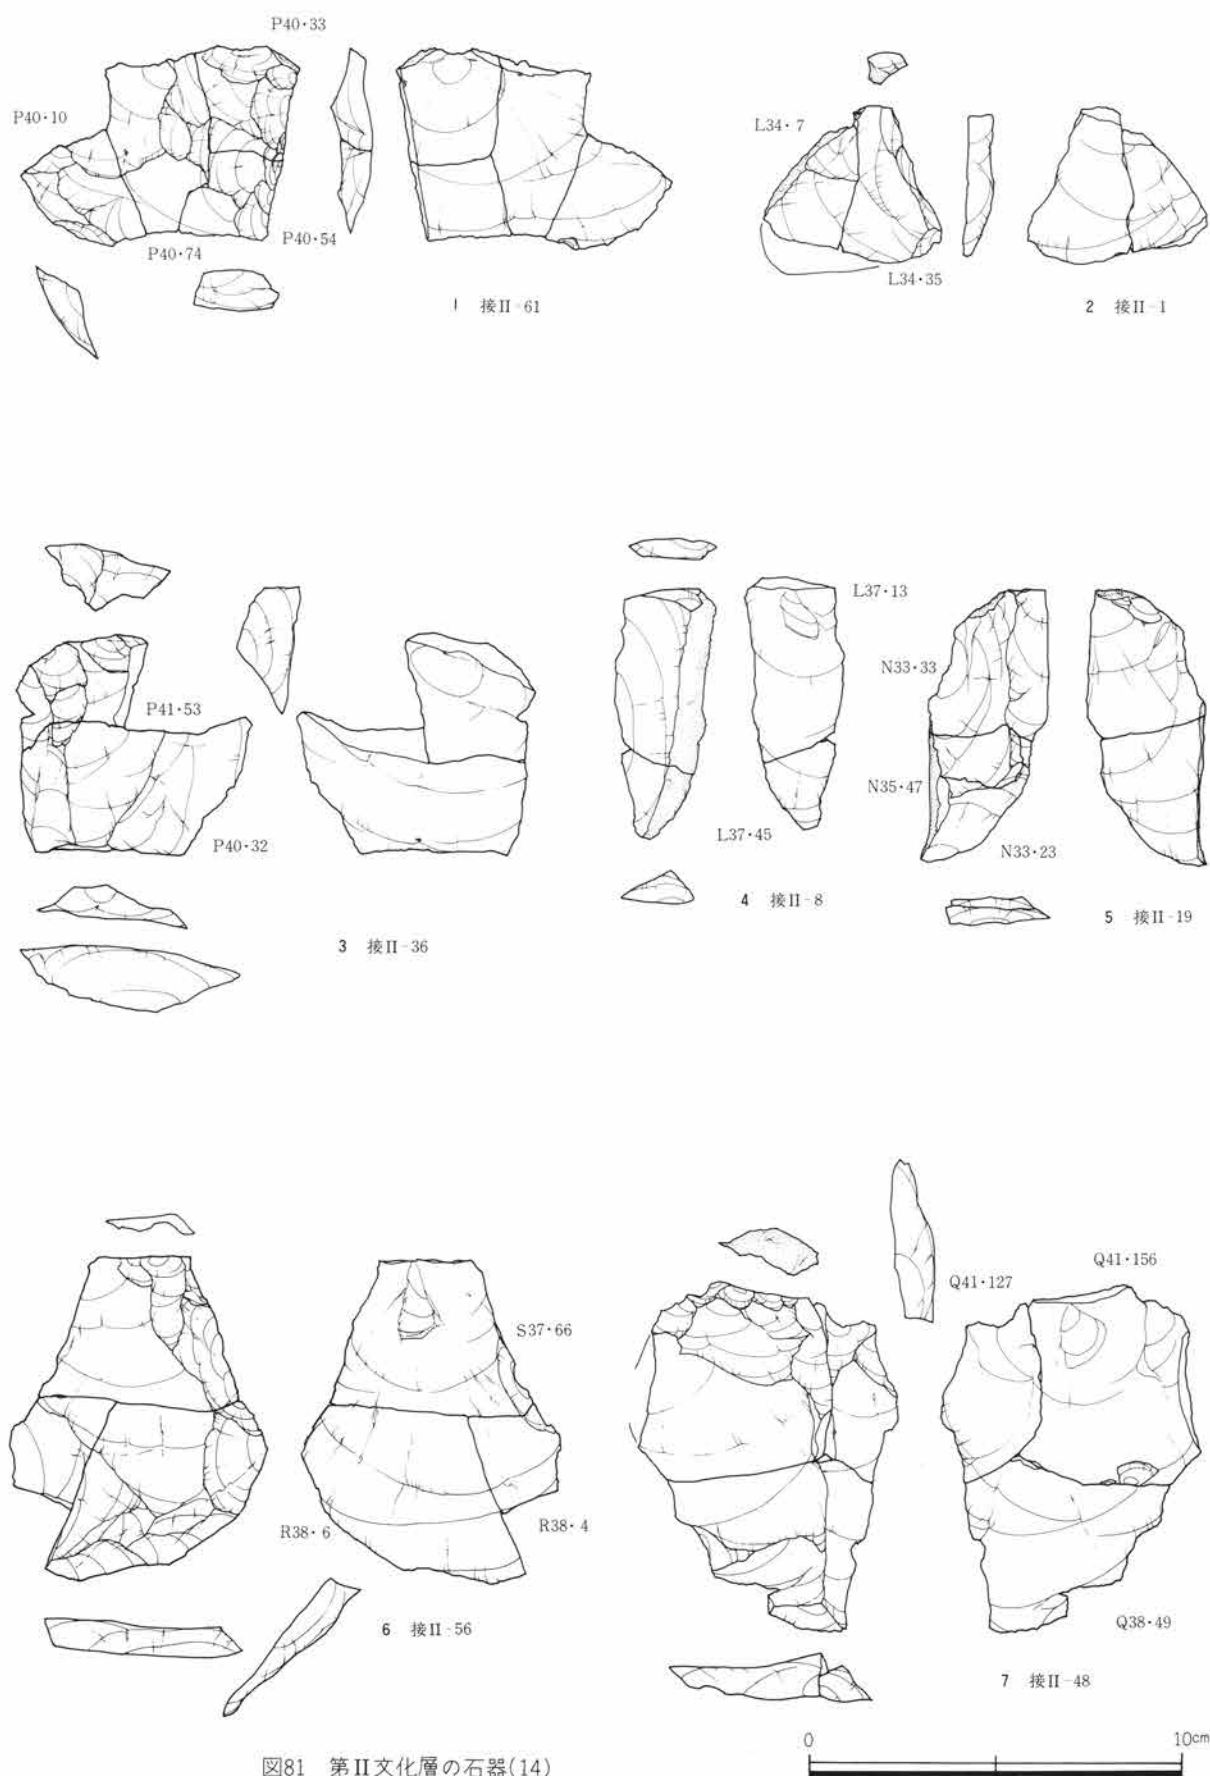 P40・33
P40・10
P40・54
P40・74
1 接II-61
L34・7
L34・35
2 接II-1
P41・53
P40・32
3 接II-36
L37・13
L37・45
4 接II-8
N33・33
N35・47
N33・23
5 接II-19
S37・66
R38・6
R38・4
6 接II-56
Q41・156
Q41・127
Q38・49
7 接II-48
0 10cm
図81 第II文化層の石器(14)